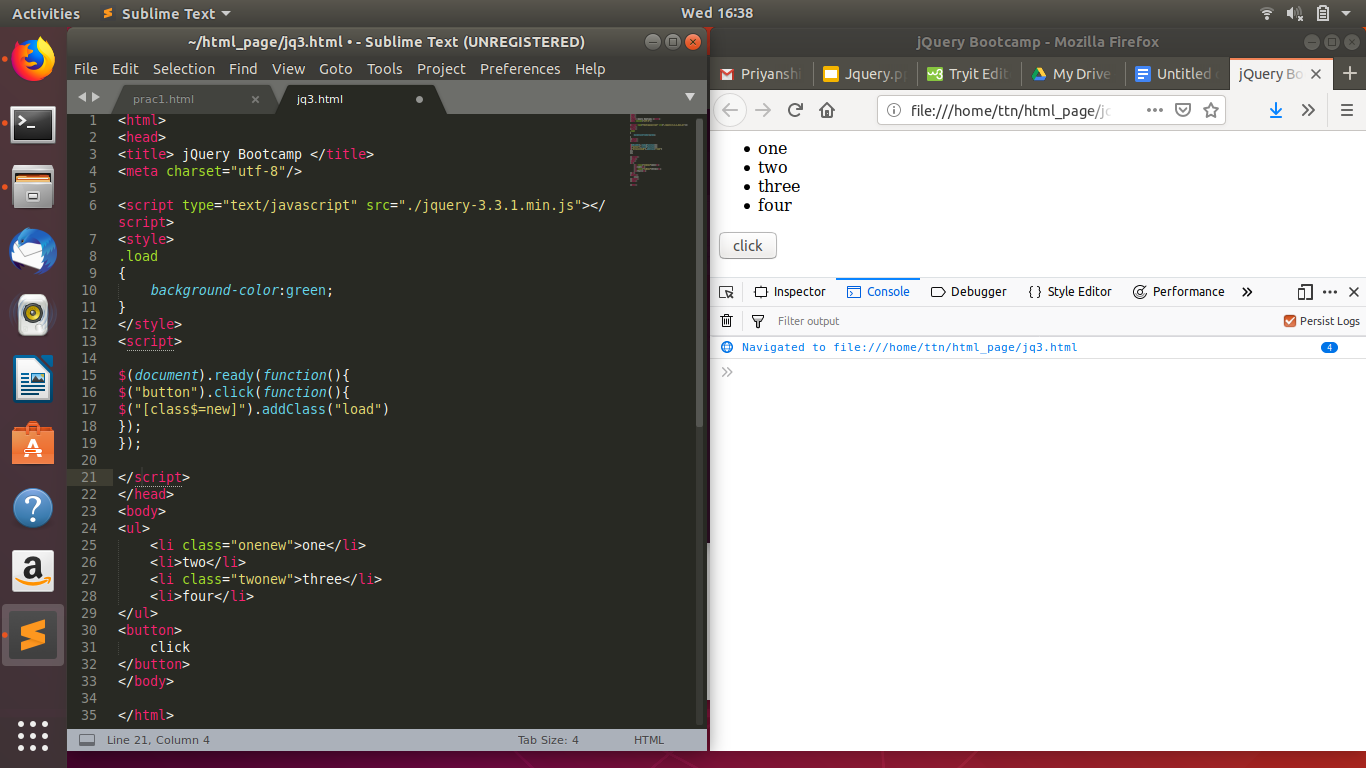 Activities
Sublime Text
Wed 16:38
~/html_page/jq3.html • - Sublime Text (UNREGISTERED)
File Edit Selection Find View Goto Tools Project Preferences Help
prac1.html
jq3.html
1 <html>
2 <head>
3 <title> jQuery Bootcamp </title>
4 <meta charset="utf-8"/>
5
6 <script type="text/javascript" src="./jquery-3.3.1.min.js"></
script>
7 <style>
8 .load
9 {
10 background-color:green;
11 }
12 </style>
13 <script>
14
15 $(document).ready(function(){
16 $("button").click(function(){
17 $("[class$=new]").addClass("load")
18 });
19 });
20
21 </script>
22 </head>
23 <body>
24 <ul>
25 <li class="onenew">one</li>
26 <li>two</li>
27 <li class="twonew">three</li>
28 <li>four</li>
29 </ul>
30 <button>
31 click
32 </button>
33 </body>
34
35 </html>
Line 21, Column 4
Tab Size: 4
HTML
jQuery Bootcamp - Mozilla Firefox
Priyanshi
Jquery.pp
Tryit Edit
My Drive
Untitled
jQuery Bo
file:///home/ttn/html_page/jq
• one
• two
• three
• four
click
Inspector Console Debugger { } Style Editor Performance
Filter output
Persist Logs
Navigated to file:///home/ttn/html_page/jq3.html
4
»